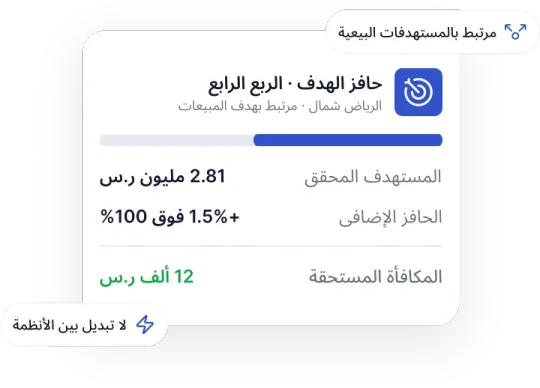 مرتبط بالمستهدفات البيعية
حافز الهدف · الربع الرابع
الرياض شمال · مرتبط بهدف المبيعات
المستهدف المحقق 2.81 مليون ر.س
الحافز الإضافي +1.5% فوق 100%
المكافأة المستحقة 12 ألف ر.س
لا تبديل بين الأنظمة